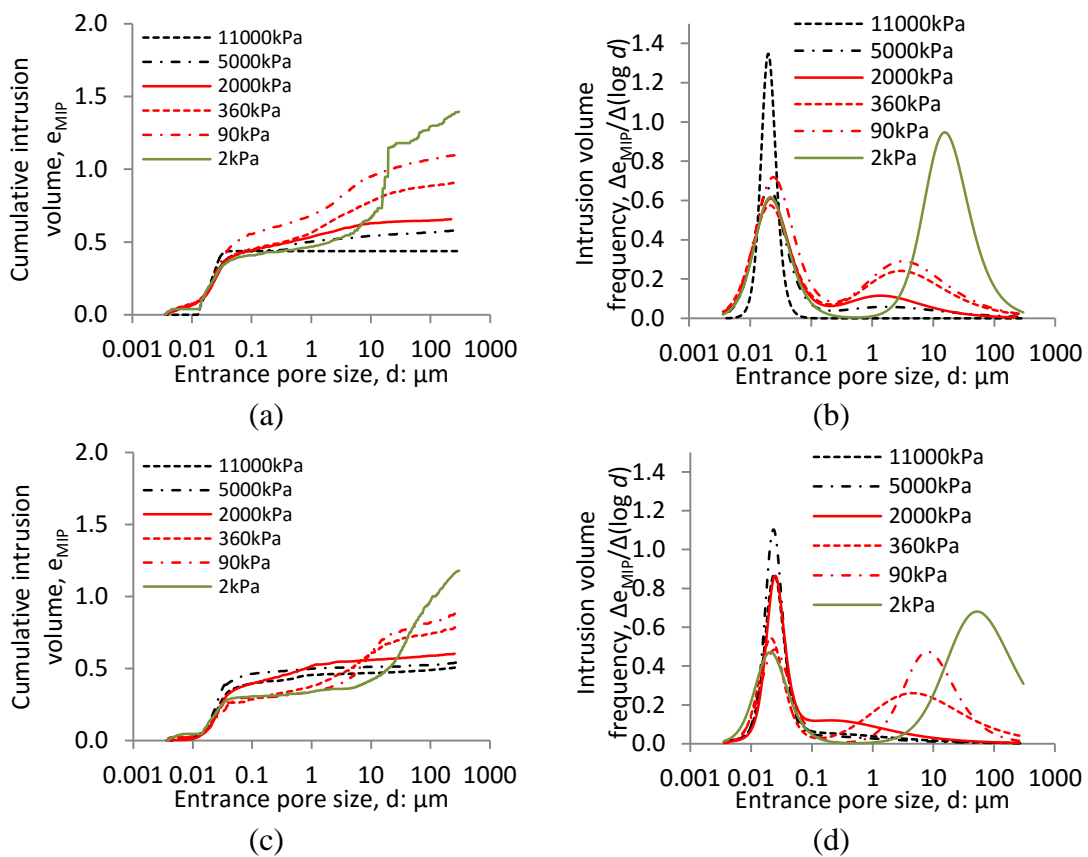 2.0
1.5
1.0
0.5
0.0
Cumulative intrusion
volume, eMIP
11000kPa
5000kPa
2000kPa
360kPa
90kPa
2kPa
0.001 0.01 0.1 1 10 100 1000
Entrance pore size, d: µm
(a)
1.4
1.2
1.0
0.8
0.6
0.4
0.2
0.0
Intrusion volume
frequency, ΔeMIP/Δ(log d)
11000kPa
5000kPa
2000kPa
360kPa
90kPa
2kPa
0.001 0.01 0.1 1 10 100 1000
Entrance pore size, d: µm
(b)
2.0
1.5
1.0
0.5
0.0
Cumulative intrusion
volume, eMIP
11000kPa
5000kPa
2000kPa
360kPa
90kPa
2kPa
0.001 0.01 0.1 1 10 100 1000
Entrance pore size, d: µm
(c)
1.4
1.2
1.0
0.8
0.6
0.4
0.2
0.0
Intrusion volume
frequency, ΔeMIP/Δ(log d)
11000kPa
5000kPa
2000kPa
360kPa
90kPa
2kPa
0.001 0.01 0.1 1 10 100 1000
Entrance pore size, d: µm
(d)